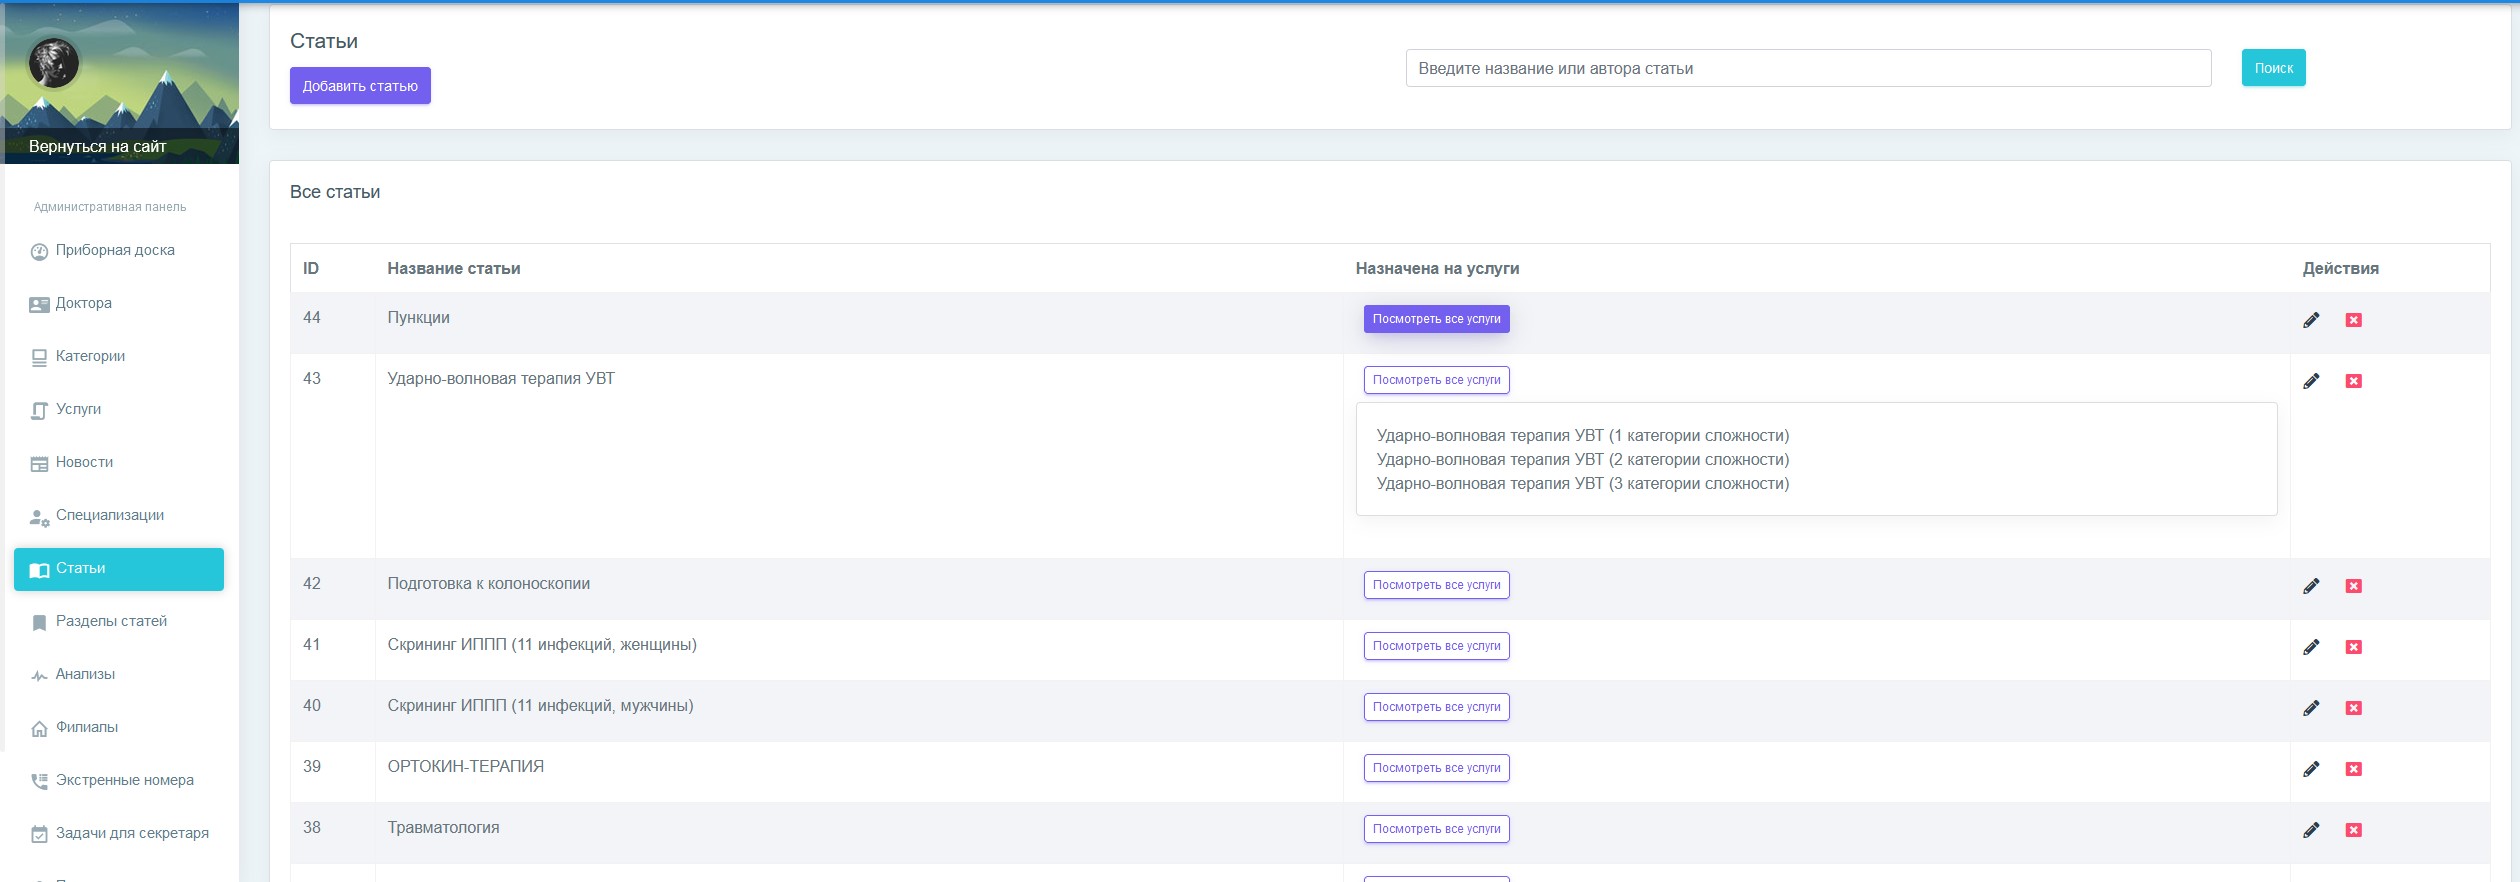 Вернуться на сайт
Административная панель
Приборная доска
Доктора
Категории
Услуги
Новости
Специализации
Статьи
Разделы статей
Анализы
Филиалы
Экстренные номера
Задачи для секретаря
Статьи
Добавить статью
Введите название или автора статьи
Поиск
Все статьи
ID Название статьи Назначена на услуги Действия
44 Пункции Посмотреть все услуги
43 Ударно-волновая терапия УВТ Посмотреть все услуги
Ударно-волновая терапия УВТ (1 категории сложности)
Ударно-волновая терапия УВТ (2 категории сложности)
Ударно-волновая терапия УВТ (3 категории сложности)
42 Подготовка к колоноскопии Посмотреть все услуги
41 Скрининг ИППП (11 инфекций, женщины) Посмотреть все услуги
40 Скрининг ИППП (11 инфекций, мужчины) Посмотреть все услуги
39 ОРТОКИН-ТЕРАПИЯ Посмотреть все услуги
38 Травматология Посмотреть все услуги